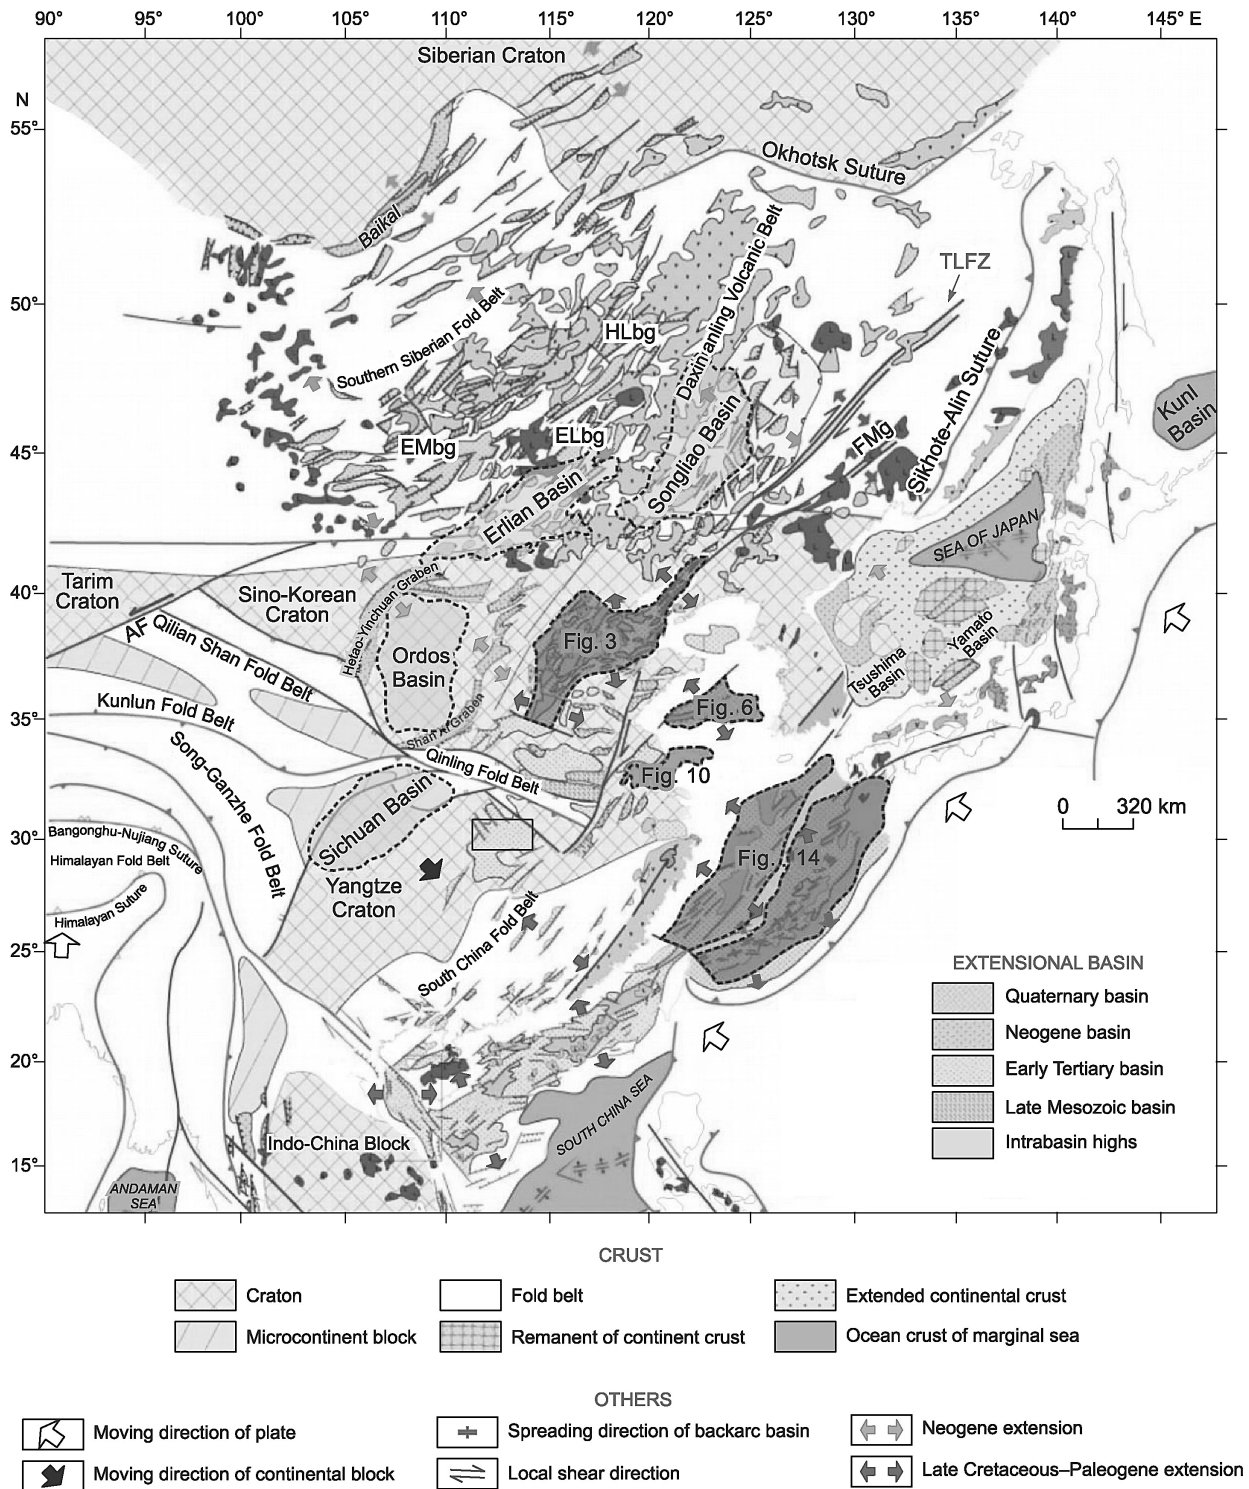 90° 95° 100° 105° 110° 115° 120° 125° 130° 135° 140° 145° E
Siberian Craton
N
55°
Okhotsk Suture
Baikal
TLFZ
50°
Southern Siberian Fold Belt
HLbg
Daxin'anling Volcanic Belt
Sikhote-Alin Suture
Kunl
Basin
45°
EMbg
ELbg
FMg
Songliao Basin
Erlian Basin
SEA OF JAPAN
40°
Tarim
Craton
Sino-Korean
Craton
Hetao-Yinchuan Graben
AF
Qilian Shan Fold Belt
Ordos
Basin
Fig. 3
Yamato
Basin
Tsushima
Basin
Kunlun Fold Belt
35°
Shan Xi Graben
Fig. 6
Song-Ganzhe Fold Belt
Qinling Fold Belt
Fig. 10
Sichuan Basin
0 320 km
30°
Bangonghu-Nujiang Suture
Himalayan Fold Belt
Himalayan Suture
Yangtze
Craton
Fig. 14
South China Fold Belt
25°
20°
SOUTH CHINA SEA
Indo-China Block
15°
ANDAMAN
SEA
EXTENSIONAL BASIN
Quaternary basin
Neogene basin
Early Tertiary basin
Late Mesozoic basin
Intrabasin highs
CRUST
Craton
Fold belt
Extended continental crust
Microcontinent block
Remanent of continent crust
Ocean crust of marginal sea
OTHERS
Moving direction of plate
Spreading direction of backarc basin
Neogene extension
Moving direction of continental block
Local shear direction
Late Cretaceous–Paleogene extension